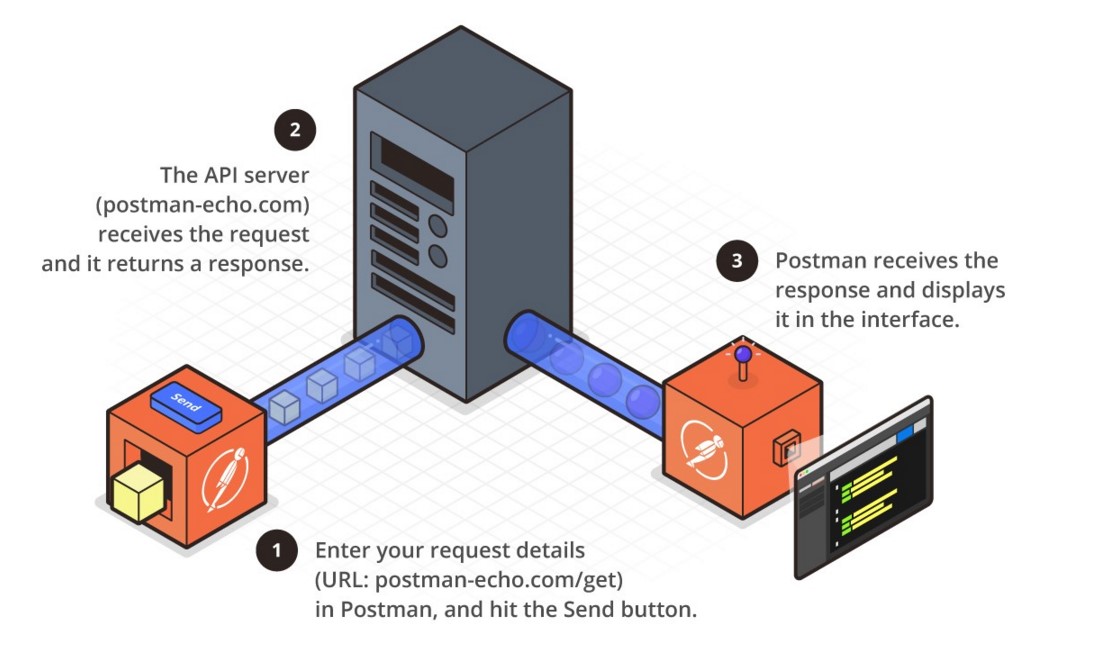 2
The API server
(postman-echo.com)
receives the request
and it returns a response.
3
Postman receives the
response and displays
it in the interface.
Send
1
Enter your request details
(URL: postman-echo.com/get)
in Postman, and hit the Send button.